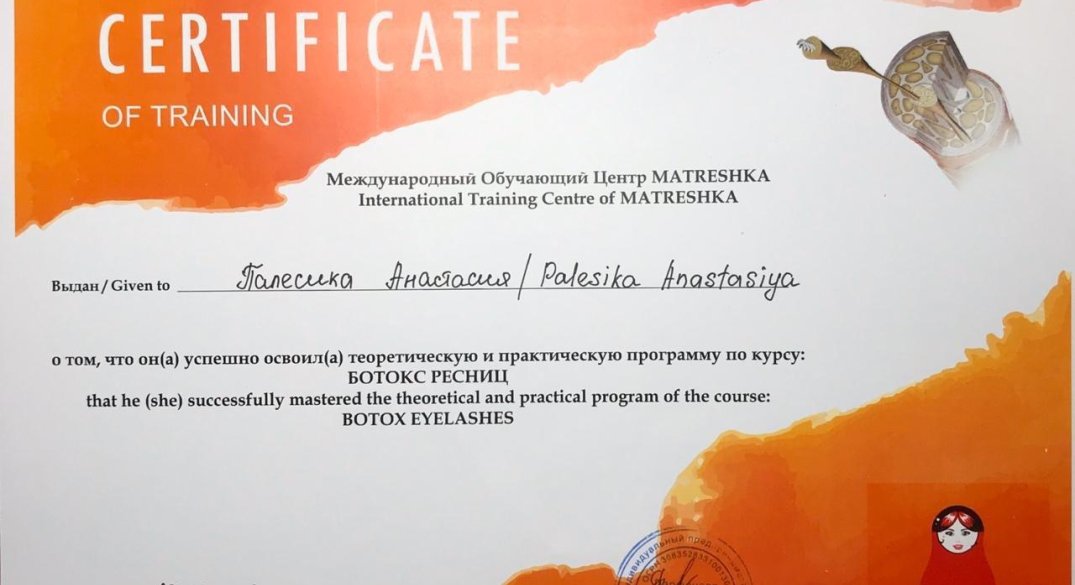 CERTIFICATE
OF TRAINING
Международный Обучающий Центр MATRESHKA
International Training Centre of MATRESHKA
Выдан / Given to Палесика Анастасия / Palesika Anastasiya
о том, что он(а) успешно освоил(а) теоретическую и практическую программу по курсу:
БОТОКС РЕСНИЦ
that he (she) successfully mastered the theoretical and practical program of the course:
BOTOX EYELASHES